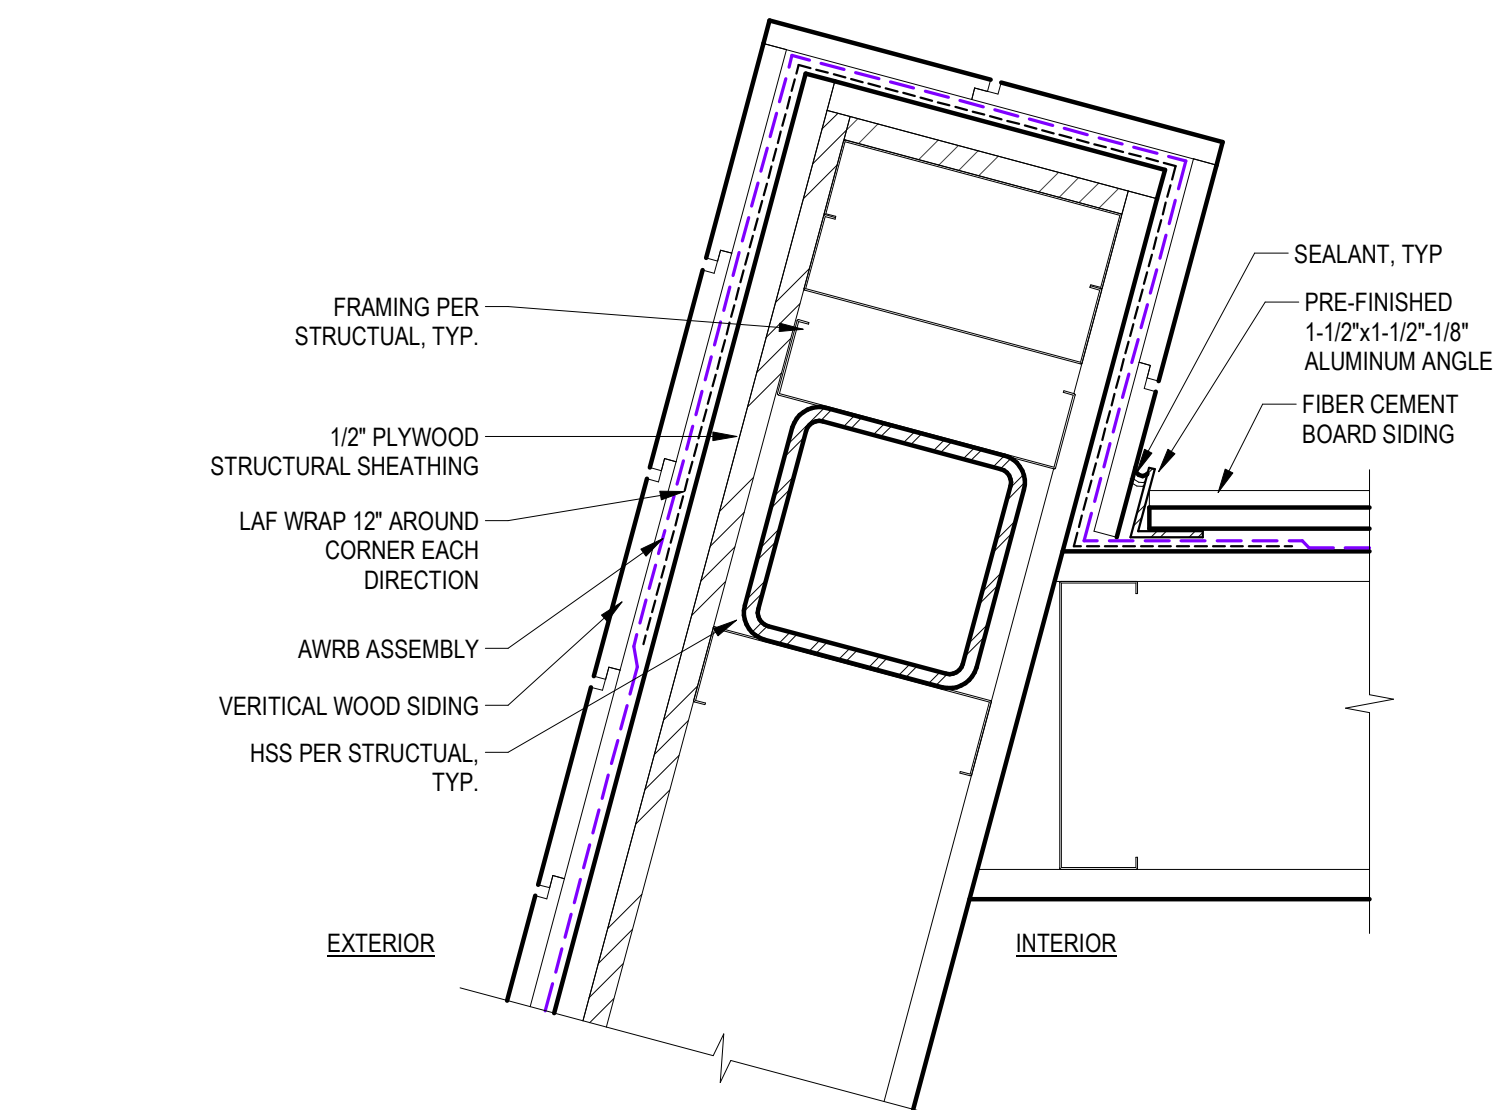 FRAMING PER
STRUCTUAL, TYP.
1/2" PLYWOOD
STRUCTURAL SHEATHING
LAF WRAP 12" AROUND
CORNER EACH
DIRECTION
AWRB ASSEMBLY
VERITICAL WOOD SIDING
HSS PER STRUCTUAL,
TYP.
SEALANT, TYP
PRE-FINISHED
1-1/2"x1-1/2"-1/8"
ALUMINUM ANGLE
FIBER CEMENT
BOARD SIDING
EXTERIOR
INTERIOR